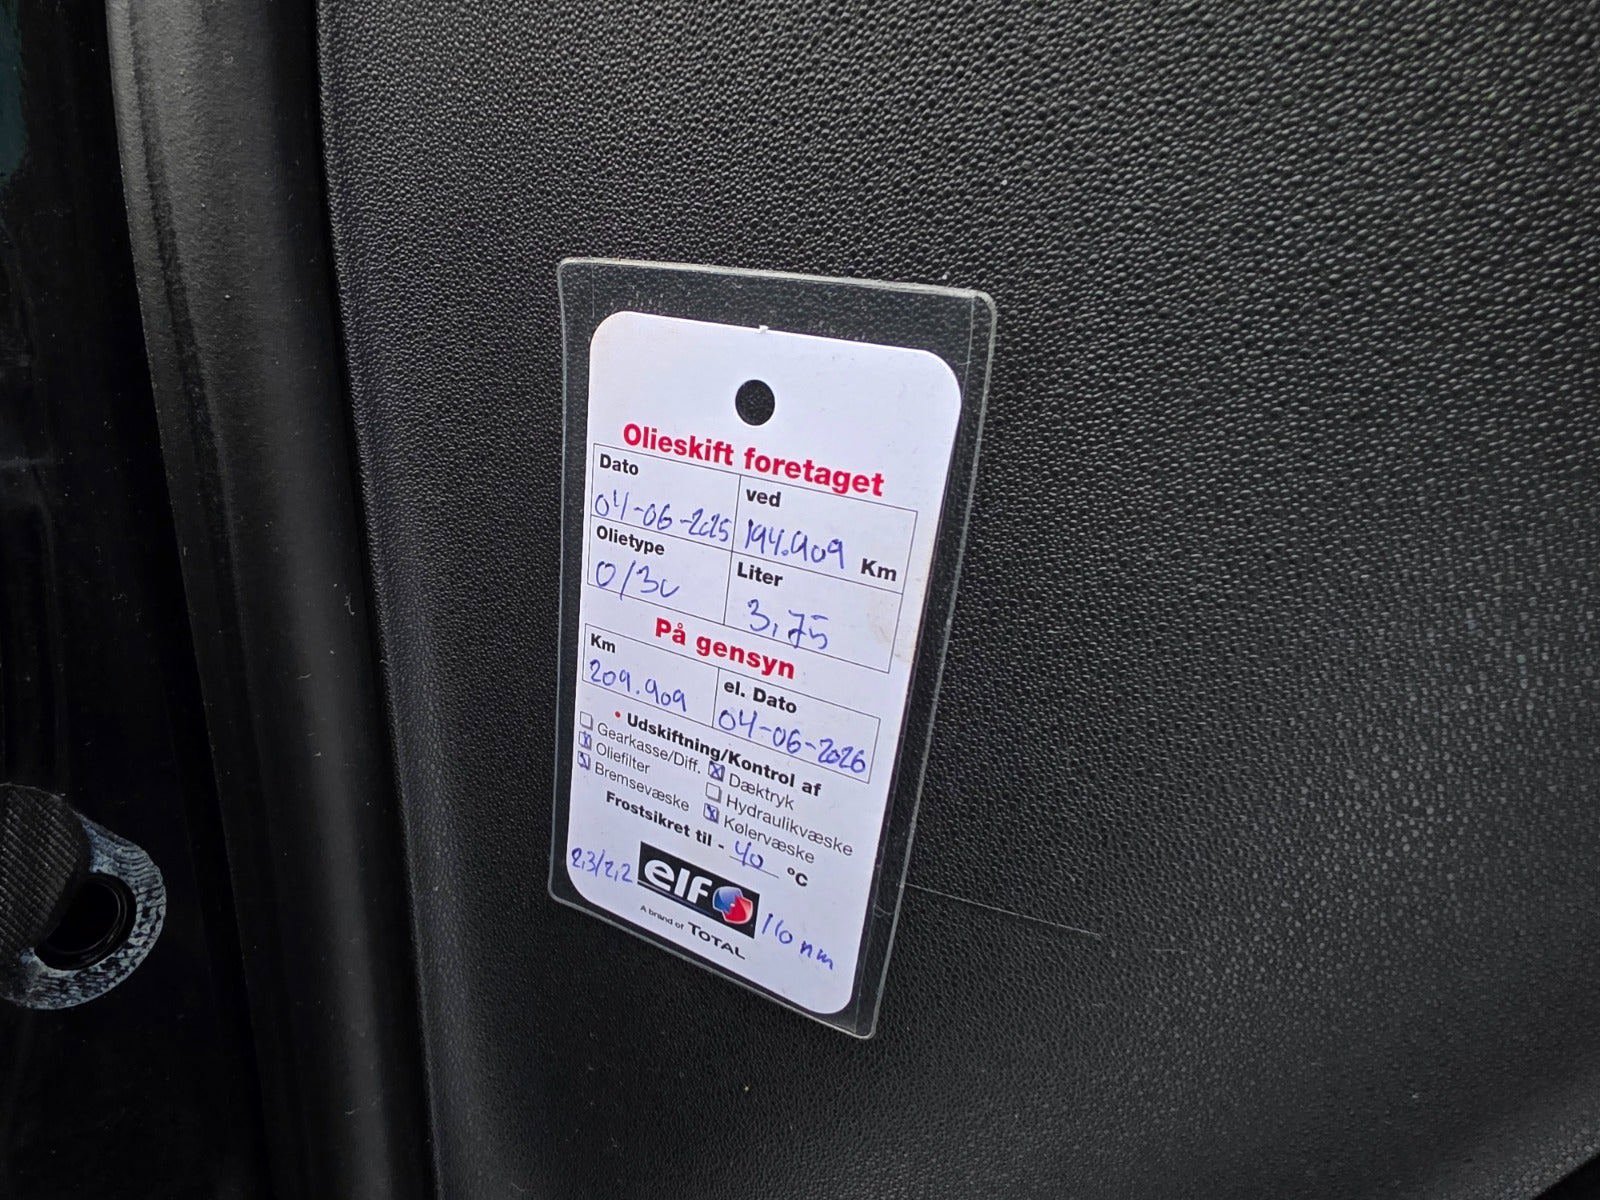 Olieskift foretaget
Dato ved
04-06-2025 194.909 Km
Olietype Liter
0/30 3,75
På gensyn
Km el. Dato
209.909 04-06-2026
• Udskiftning/Kontrol af
Gearkasse/Diff. Dæktryk
Oliefilter Hydraulikvæske
Bremsevæske Kølervæske
Frostsikret til - 40 °C
2,3/2,2 elf 110 nm
A brand of TOTAL